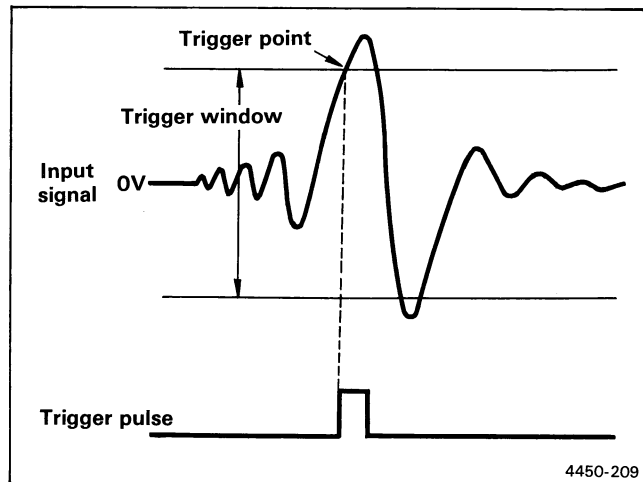 Trigger point
Trigger window
Input
signal
0V
Trigger pulse
4450-209